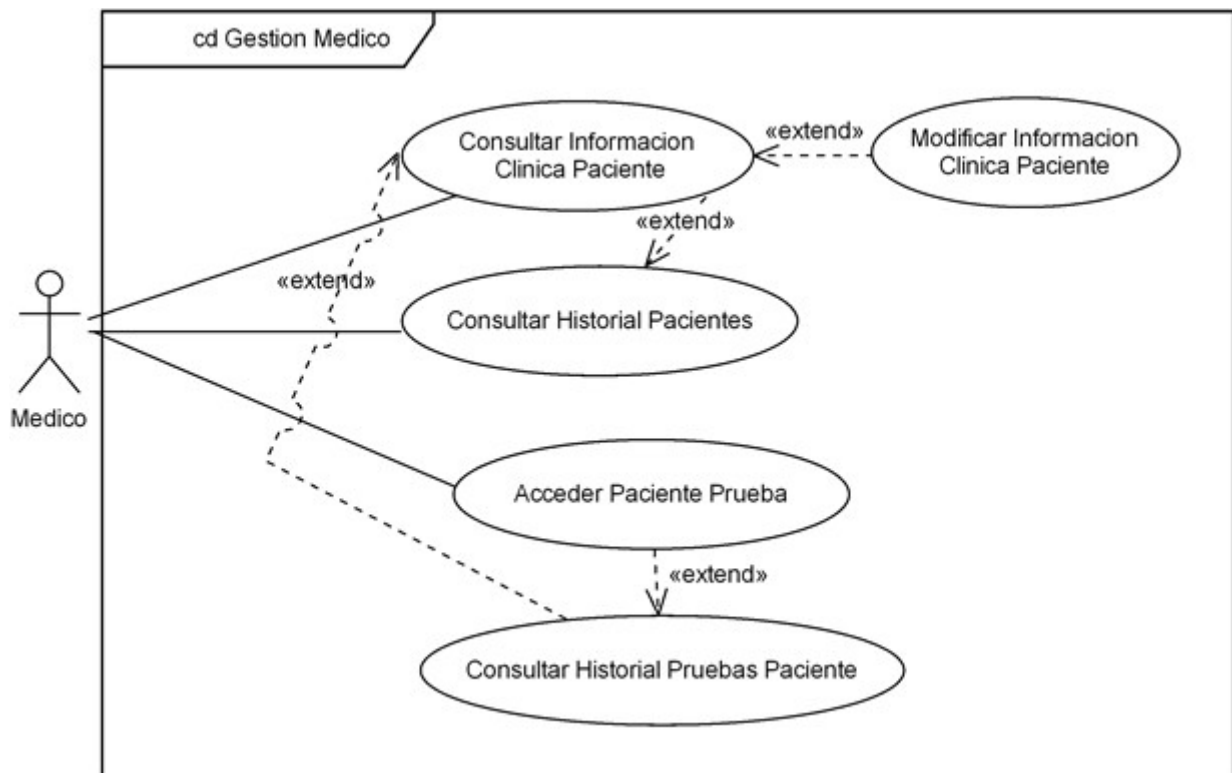 cd Gestion Medico
Consultar Informacion
Clinica Paciente
«extend»
Modificar Informacion
Clinica Paciente
«extend»
«extend»
Consultar Historial Pacientes
Medico
Acceder Paciente Prueba
«extend»
Consultar Historial Pruebas Paciente